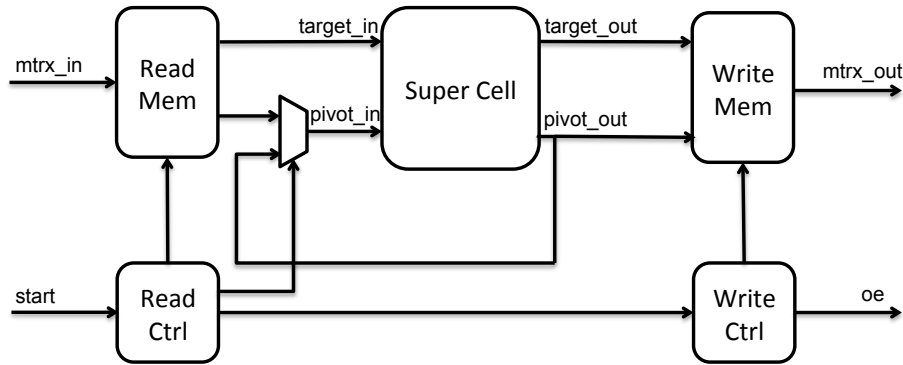 target_in
target_out
mtrx_in
Read
Mem
Super Cell
Write
Mem
mtrx_out
pivot_in
pivot_out
start
Read
Ctrl
Write
Ctrl
oe